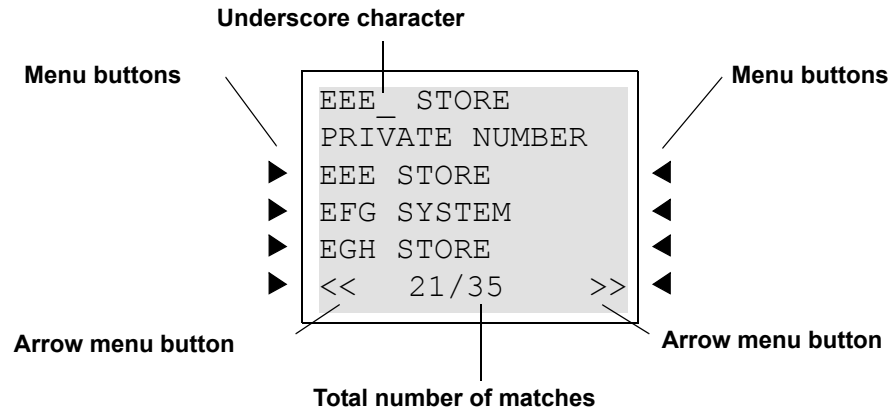 Underscore character
Menu buttons
Menu buttons
EEE_ STORE
PRIVATE NUMBER
EEE STORE
EFG SYSTEM
EGH STORE
<< 21/35 >>
Arrow menu button
Arrow menu button
Total number of matches